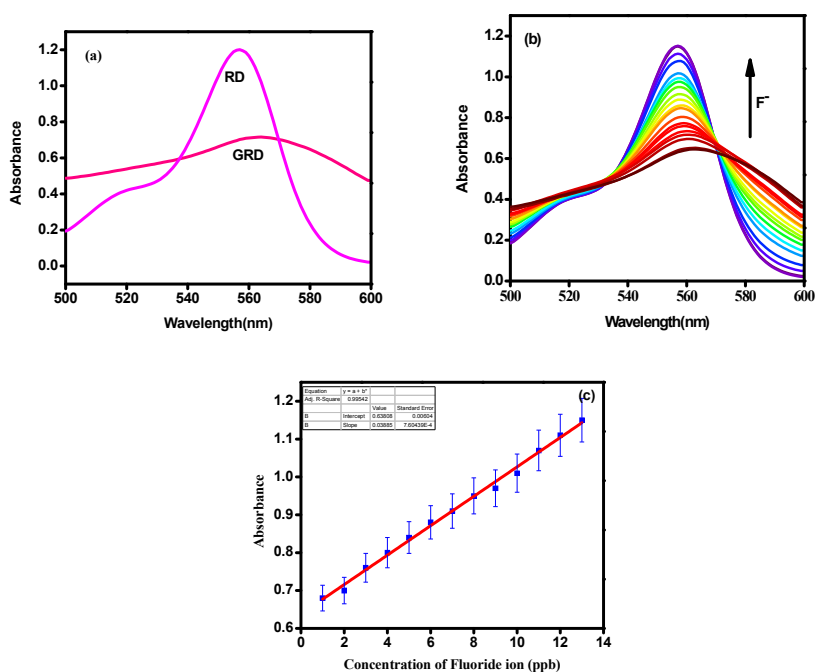 (a)
RD
GRD
Absorbance
1.2
1.0
0.8
0.6
0.4
0.2
0.0
500 520 540 560 580 600
Wavelength(nm)
(b)
F⁻
Absorbance
1.2
1.0
0.8
0.6
0.4
0.2
0.0
500 520 540 560 580 600
Wavelength(nm)
(c)
Equation y = a + b*
Adj. R-Square 0.99542
Value Standard Error
B Intercept 0.63808 0.00604
B Slope 0.03885 7.60439E-4
Absorbance
1.2
1.1
1.0
0.9
0.8
0.7
0.6
0 2 4 6 8 10 12 14
Concentration of Fluoride ion (ppb)